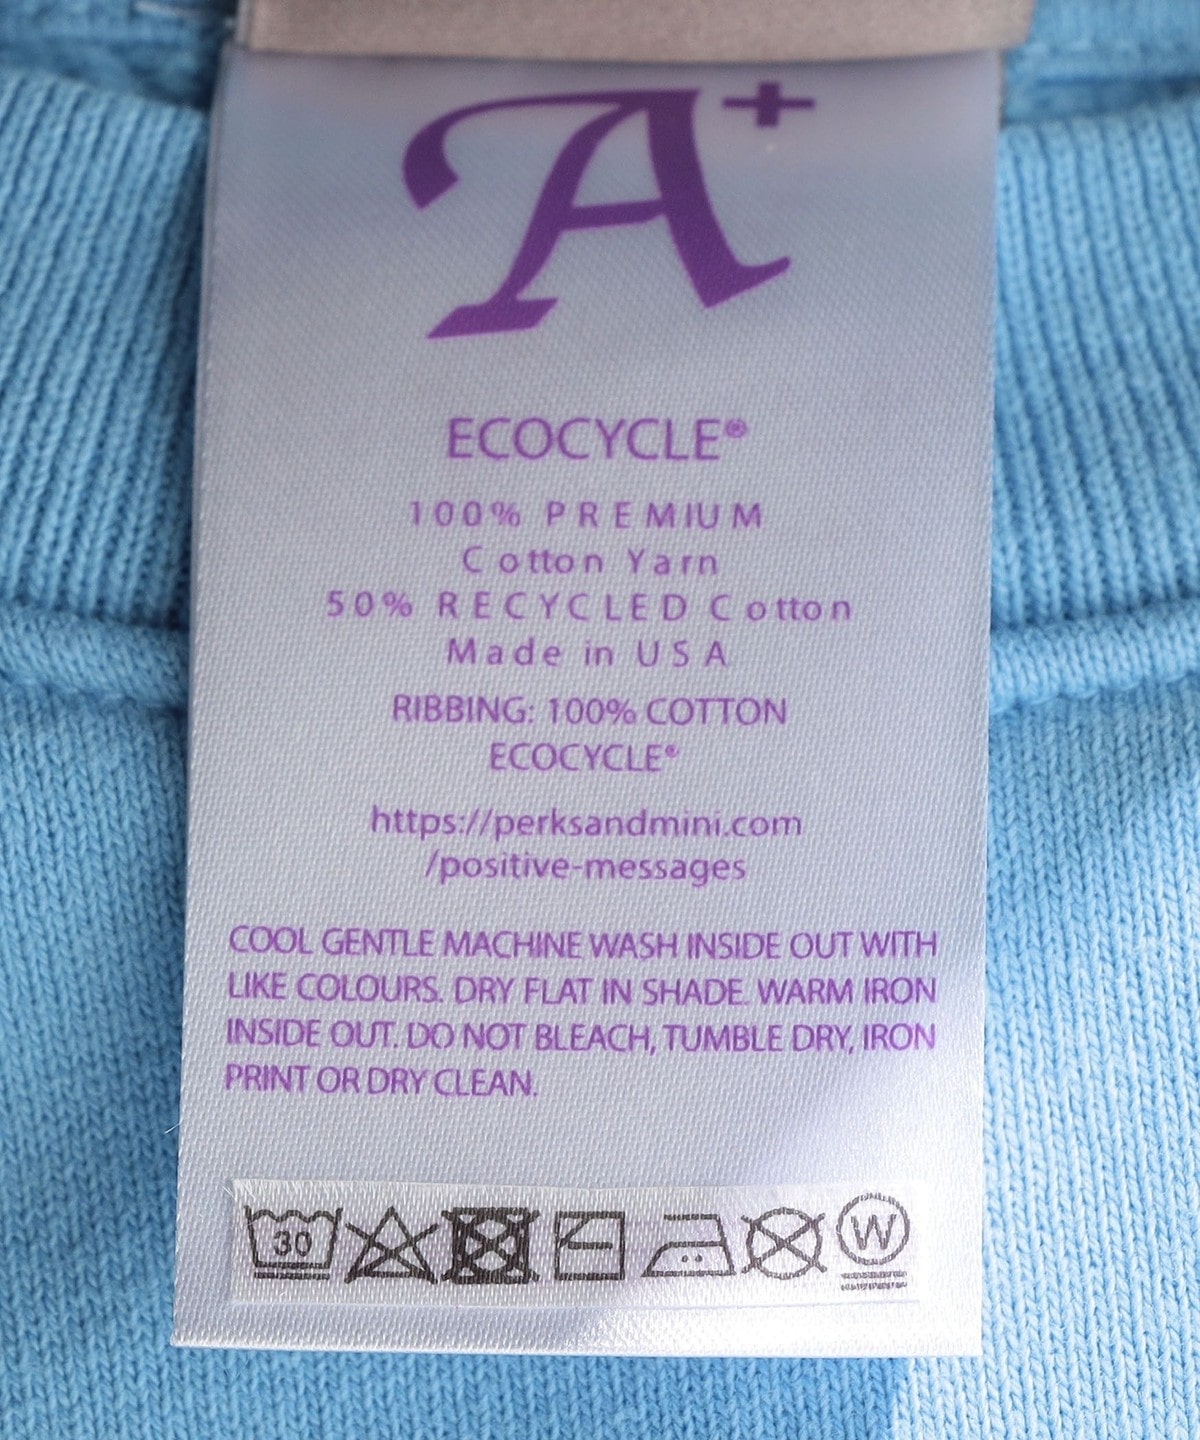 A+
ECOCYCLE®
100% PREMIUM
Cotton Yarn
50% RECYCLED Cotton
Made in USA
RIBBING: 100% COTTON
ECOCYCLE®
https://perksandmini.com
/positive-messages
COOL GENTLE MACHINE WASH INSIDE OUT WITH
LIKE COLOURS. DRY FLAT IN SHADE. WARM IRON
INSIDE OUT. DO NOT BLEACH, TUMBLE DRY, IRON
PRINT OR DRY CLEAN.
30 W